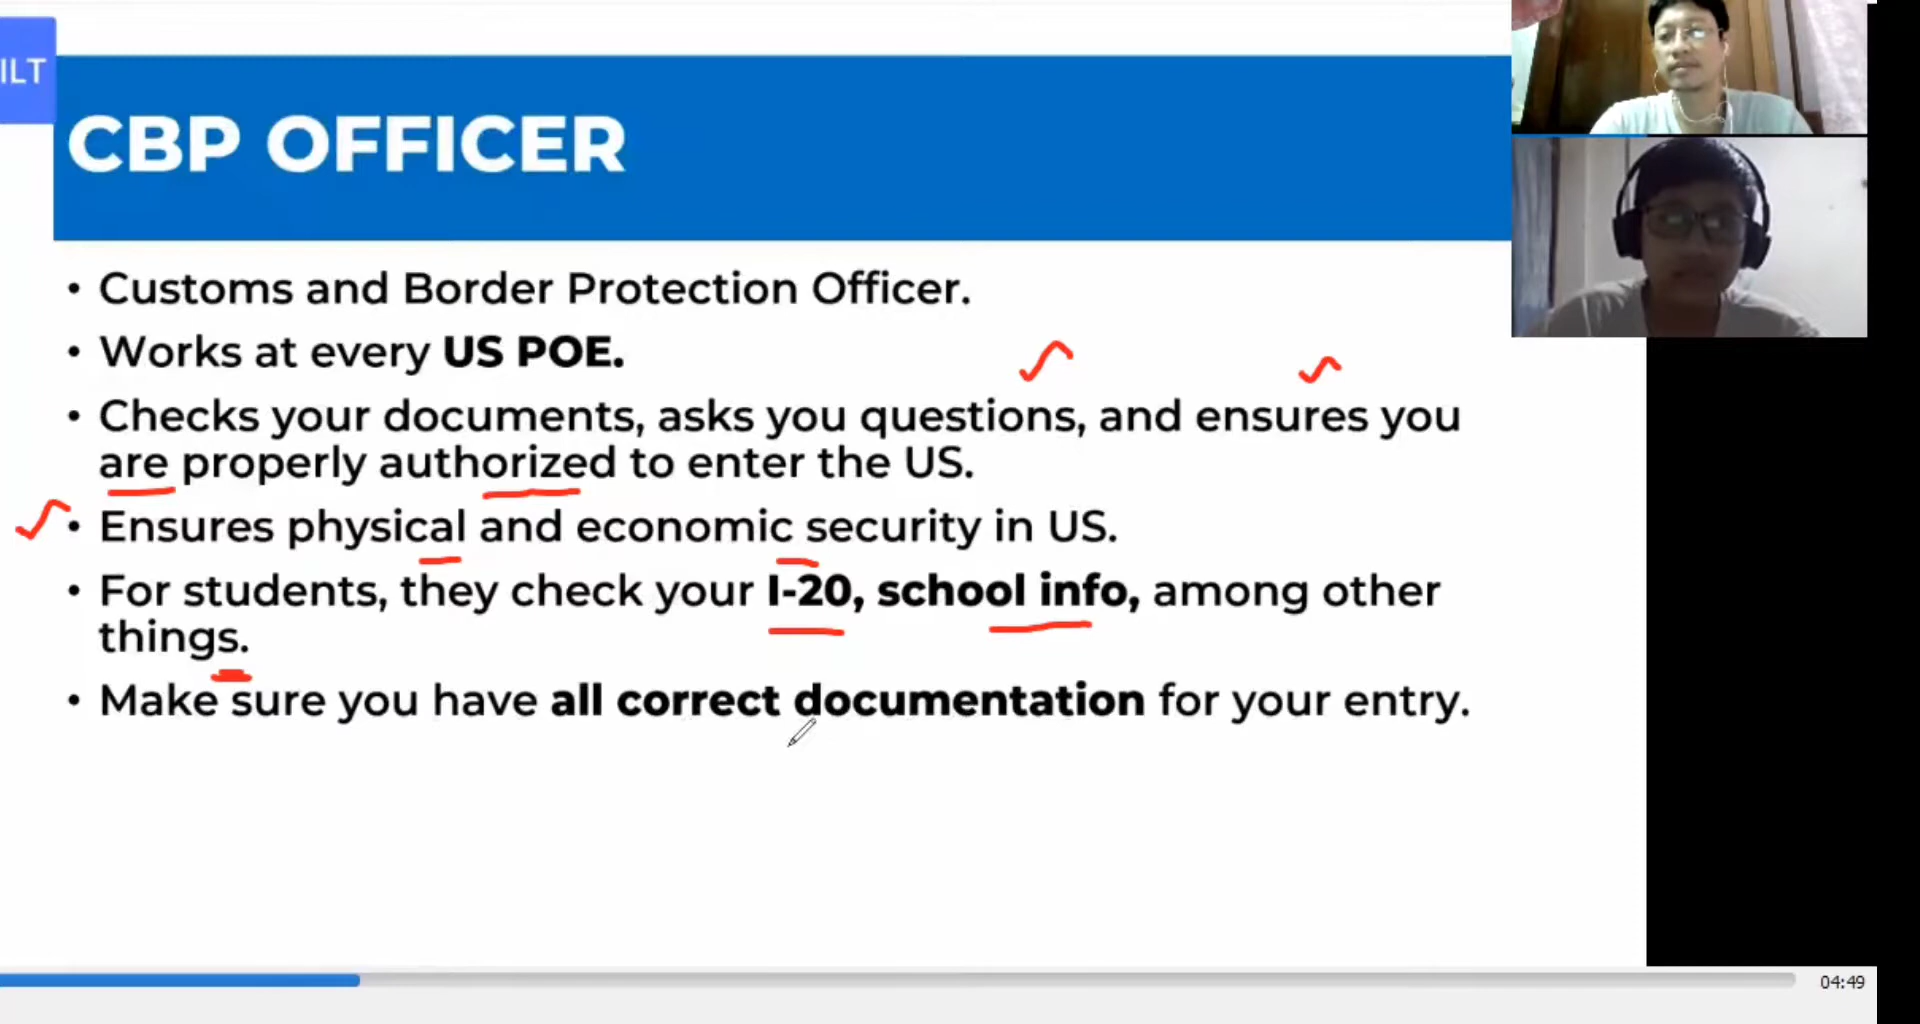 ILT
CBP OFFICER
• Customs and Border Protection Officer.
• Works at every US POE.
• Checks your documents, asks you questions, and ensures you
are properly authorized to enter the US.
• Ensures physical and economic security in US.
• For students, they check your I-20, school info, among other
things.
• Make sure you have all correct documentation for your entry.
04:49